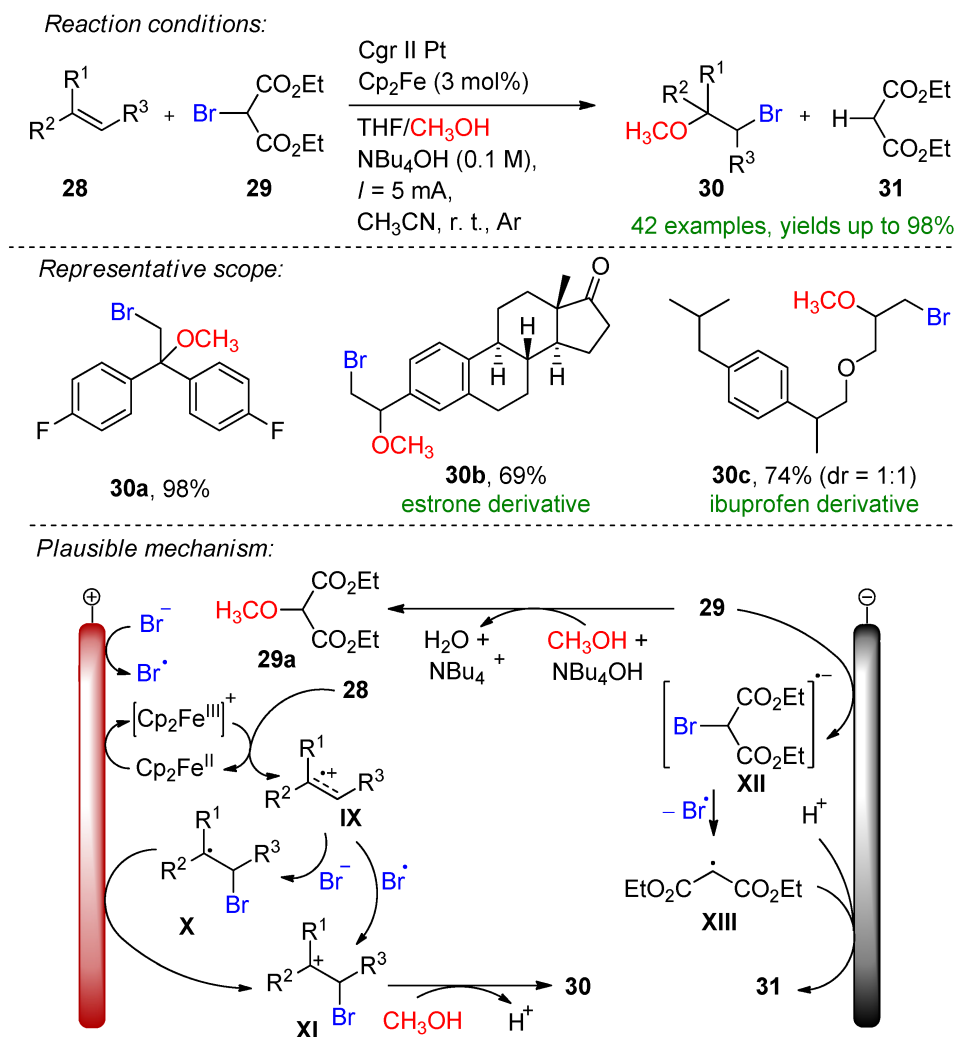 Reaction conditions:
R¹
R²
R³
28
+
Br
CO₂Et
CO₂Et
29
Cgr II Pt
Cp₂Fe (3 mol%)
THF/CH₃OH
NBu₄OH (0.1 M),
I = 5 mA,
CH₃CN, r. t., Ar
R¹
R²
H₃CO
Br
R³
30
+
H
CO₂Et
CO₂Et
31
42 examples, yields up to 98%
Representative scope:
Br
OCH₃
F
F
30a, 98%
Br
OCH₃
H
H
H
O
30b, 69%
estrone derivative
H₃CO
Br
O
30c, 74% (dr = 1:1)
ibuprofen derivative
Plausible mechanism:
+
Br⁻
Br•
[Cp₂Feᴵᴵᴵ]⁺
Cp₂Feᴵᴵ
H₃CO
CO₂Et
CO₂Et
29a
28
H₂O +
NBu₄⁺
CH₃OH +
NBu₄OH
29
−
[Br
CO₂Et
CO₂Et]•−
XII
− Br•
H⁺
EtO₂C
•
CO₂Et
XIII
31
R¹
R²
•+
R³
IX
Br⁻
Br•
R¹
R²
•
R³
Br
X
R¹
R²
+
R³
Br
XI
CH₃OH
H⁺
30